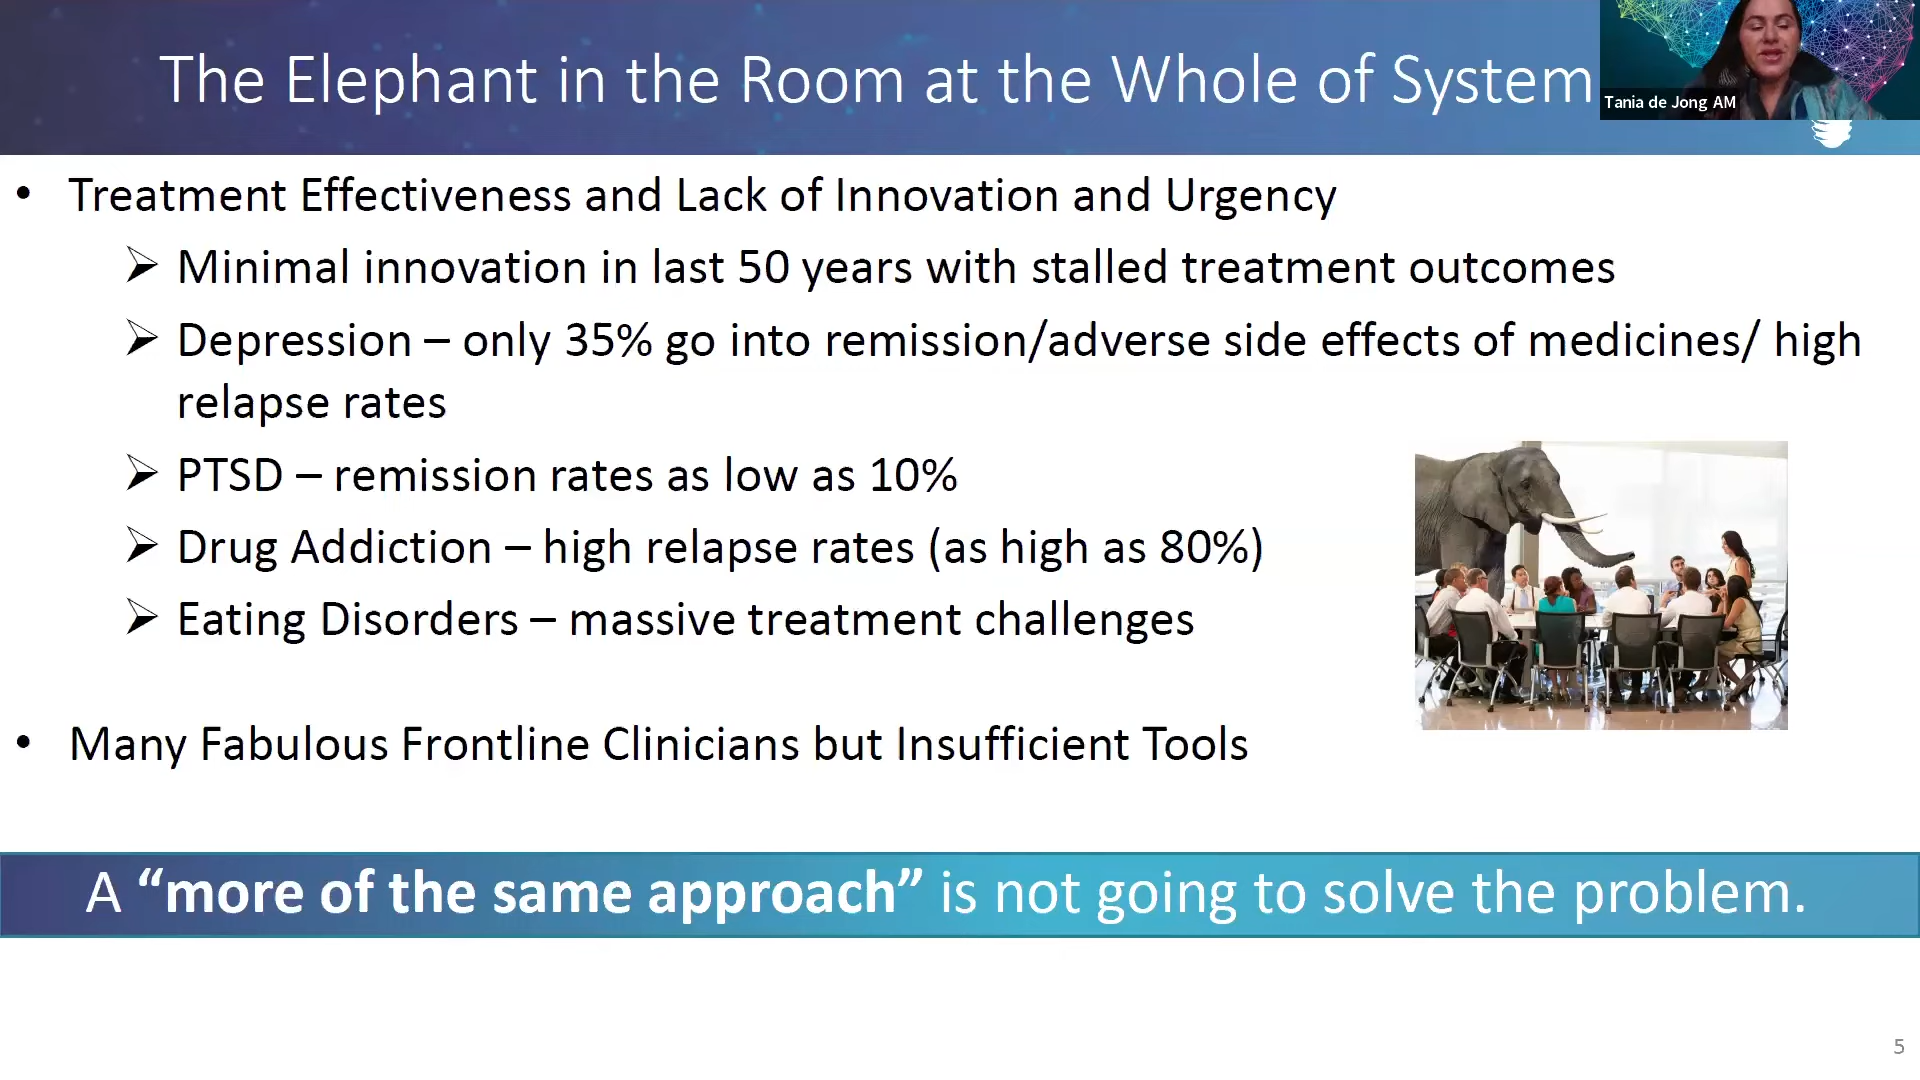 The Elephant in the Room at the Whole of System
Tania de Jong AM
• Treatment Effectiveness and Lack of Innovation and Urgency
➢ Minimal innovation in last 50 years with stalled treatment outcomes
➢ Depression – only 35% go into remission/adverse side effects of medicines/ high
relapse rates
➢ PTSD – remission rates as low as 10%
➢ Drug Addiction – high relapse rates (as high as 80%)
➢ Eating Disorders – massive treatment challenges
• Many Fabulous Frontline Clinicians but Insufficient Tools
A “more of the same approach” is not going to solve the problem.
5